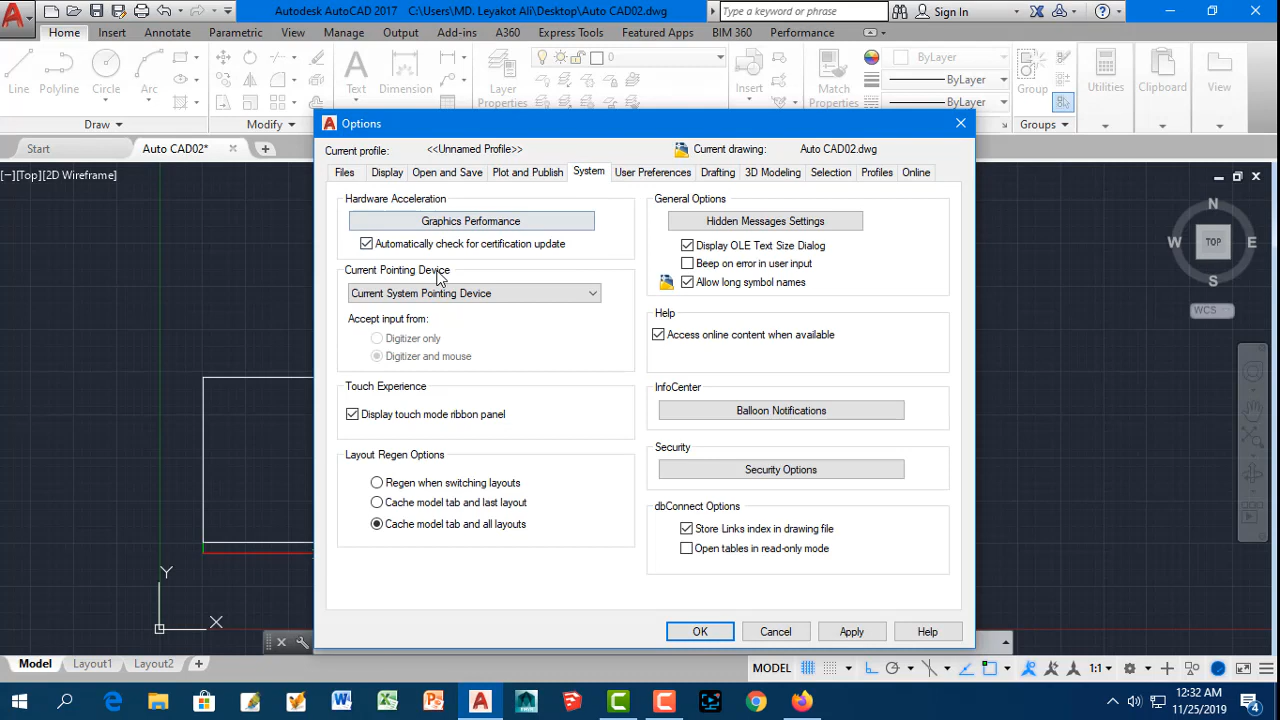 Autodesk AutoCAD 2017 C:\Users\MD. Leyakot Ali\Desktop\Auto CAD02.dwg
Type a keyword or phrase
Sign In
Home Insert Annotate Parametric View Manage Output Add-ins A360 Express Tools Featured Apps BIM 360 Performance
Line Polyline Circle Arc Text Dimension Layer Properties 0 Insert Match Properties ByLayer ByLayer ByLayer Group Utilities Clipboard View
Draw Modify Groups
Start Auto CAD02*
[−][Top][2D Wireframe]
Options
Current profile: <<Unnamed Profile>> Current drawing: Auto CAD02.dwg
Files Display Open and Save Plot and Publish System User Preferences Drafting 3D Modeling Selection Profiles Online
Hardware Acceleration
Graphics Performance
Automatically check for certification update
Current Pointing Device
Current System Pointing Device
Accept input from:
Digitizer only
Digitizer and mouse
Touch Experience
Display touch mode ribbon panel
Layout Regen Options
Regen when switching layouts
Cache model tab and last layout
Cache model tab and all layouts
General Options
Hidden Messages Settings
Display OLE Text Size Dialog
Beep on error in user input
Allow long symbol names
Help
Access online content when available
InfoCenter
Balloon Notifications
Security
Security Options
dbConnect Options
Store Links index in drawing file
Open tables in read-only mode
OK Cancel Apply Help
N
W TOP E
S
WCS
Y
X
Model Layout1 Layout2
MODEL 1:1
12:32 AM
11/25/2019
4